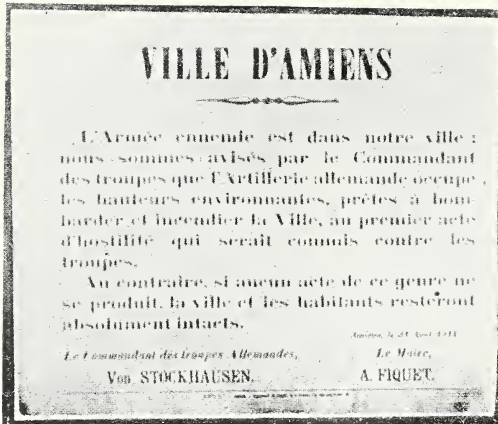 VILLE D'AMIENS
L'Armée ennemie est dans notre ville ;
nous sommes avisés par le Commandant
des troupes que l'Artillerie allemande occupe
les hauteurs environnantes, prêtes à bom-
barder et incendier la Ville, au premier acte
d'hostilité qui serait commis contre les
troupes.
Au contraire, si aucun acte de ce genre ne
se produit, la ville et les habitants resteront
absolument intacts.
Amiens, le Août
Le Commandant des troupes Allemandes, Le Maire,
Von STOCKHAUSEN. A. FIQUET.